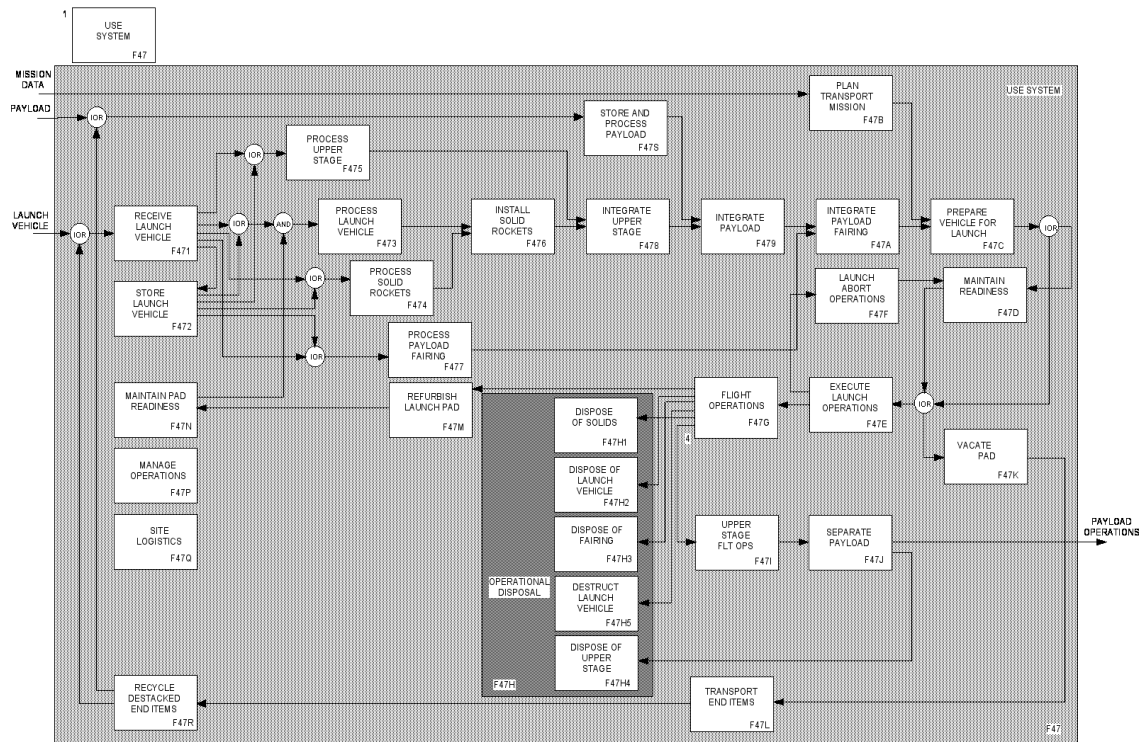 1
USE
SYSTEM
F47
MISSION
DATA
USE SYSTEM
PLAN
TRANSPORT
MISSION
F47B
PAYLOAD
IOR
STORE AND
PROCESS
PAYLOAD
F47S
PROCESS
UPPER
STAGE
F475
IOR
LAUNCH
VEHICLE
IOR
RECEIVE
LAUNCH
VEHICLE
F471
IOR
AND
PROCESS
LAUNCH
VEHICLE
F473
INSTALL
SOLID
ROCKETS
F476
INTEGRATE
UPPER
STAGE
F478
INTEGRATE
PAYLOAD
F479
INTEGRATE
PAYLOAD
FAIRING
F47A
PREPARE
VEHICLE FOR
LAUNCH
F47C
IOR
STORE
LAUNCH
VEHICLE
F472
IOR
PROCESS
SOLID
ROCKETS
F474
LAUNCH
ABORT
OPERATIONS
F47F
MAINTAIN
READINESS
F47D
IOR
PROCESS
PAYLOAD
FAIRING
F477
MAINTAIN PAD
READINESS
F47N
REFURBISH
LAUNCH PAD
F47M
FLIGHT
OPERATIONS
F47G
4
EXECUTE
LAUNCH
OPERATIONS
F47E
IOR
DISPOSE
OF SOLIDS
F47H1
VACATE
PAD
F47K
MANAGE
OPERATIONS
F47P
DISPOSE OF
LAUNCH
VEHICLE
F47H2
SITE
LOGISTICS
F47Q
DISPOSE
OF FAIRING
F47H3
UPPER
STAGE
FLT OPS
F47I
SEPARATE
PAYLOAD
F47J
PAYLOAD
OPERATIONS
OPERATIONAL
DISPOSAL
DESTRUCT
LAUNCH
VEHICLE
F47H5
DISPOSE OF
UPPER
STAGE
F47H4
F47H
RECYCLE
DESTACKED
END ITEMS
F47R
TRANSPORT
END ITEMS
F47L
F47